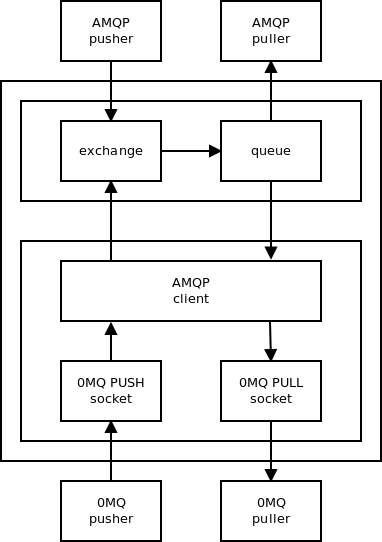 AMQP
pusher
AMQP
puller
exchange
queue
AMQP
client
0MQ PUSH
socket
0MQ PULL
socket
0MQ
pusher
0MQ
puller